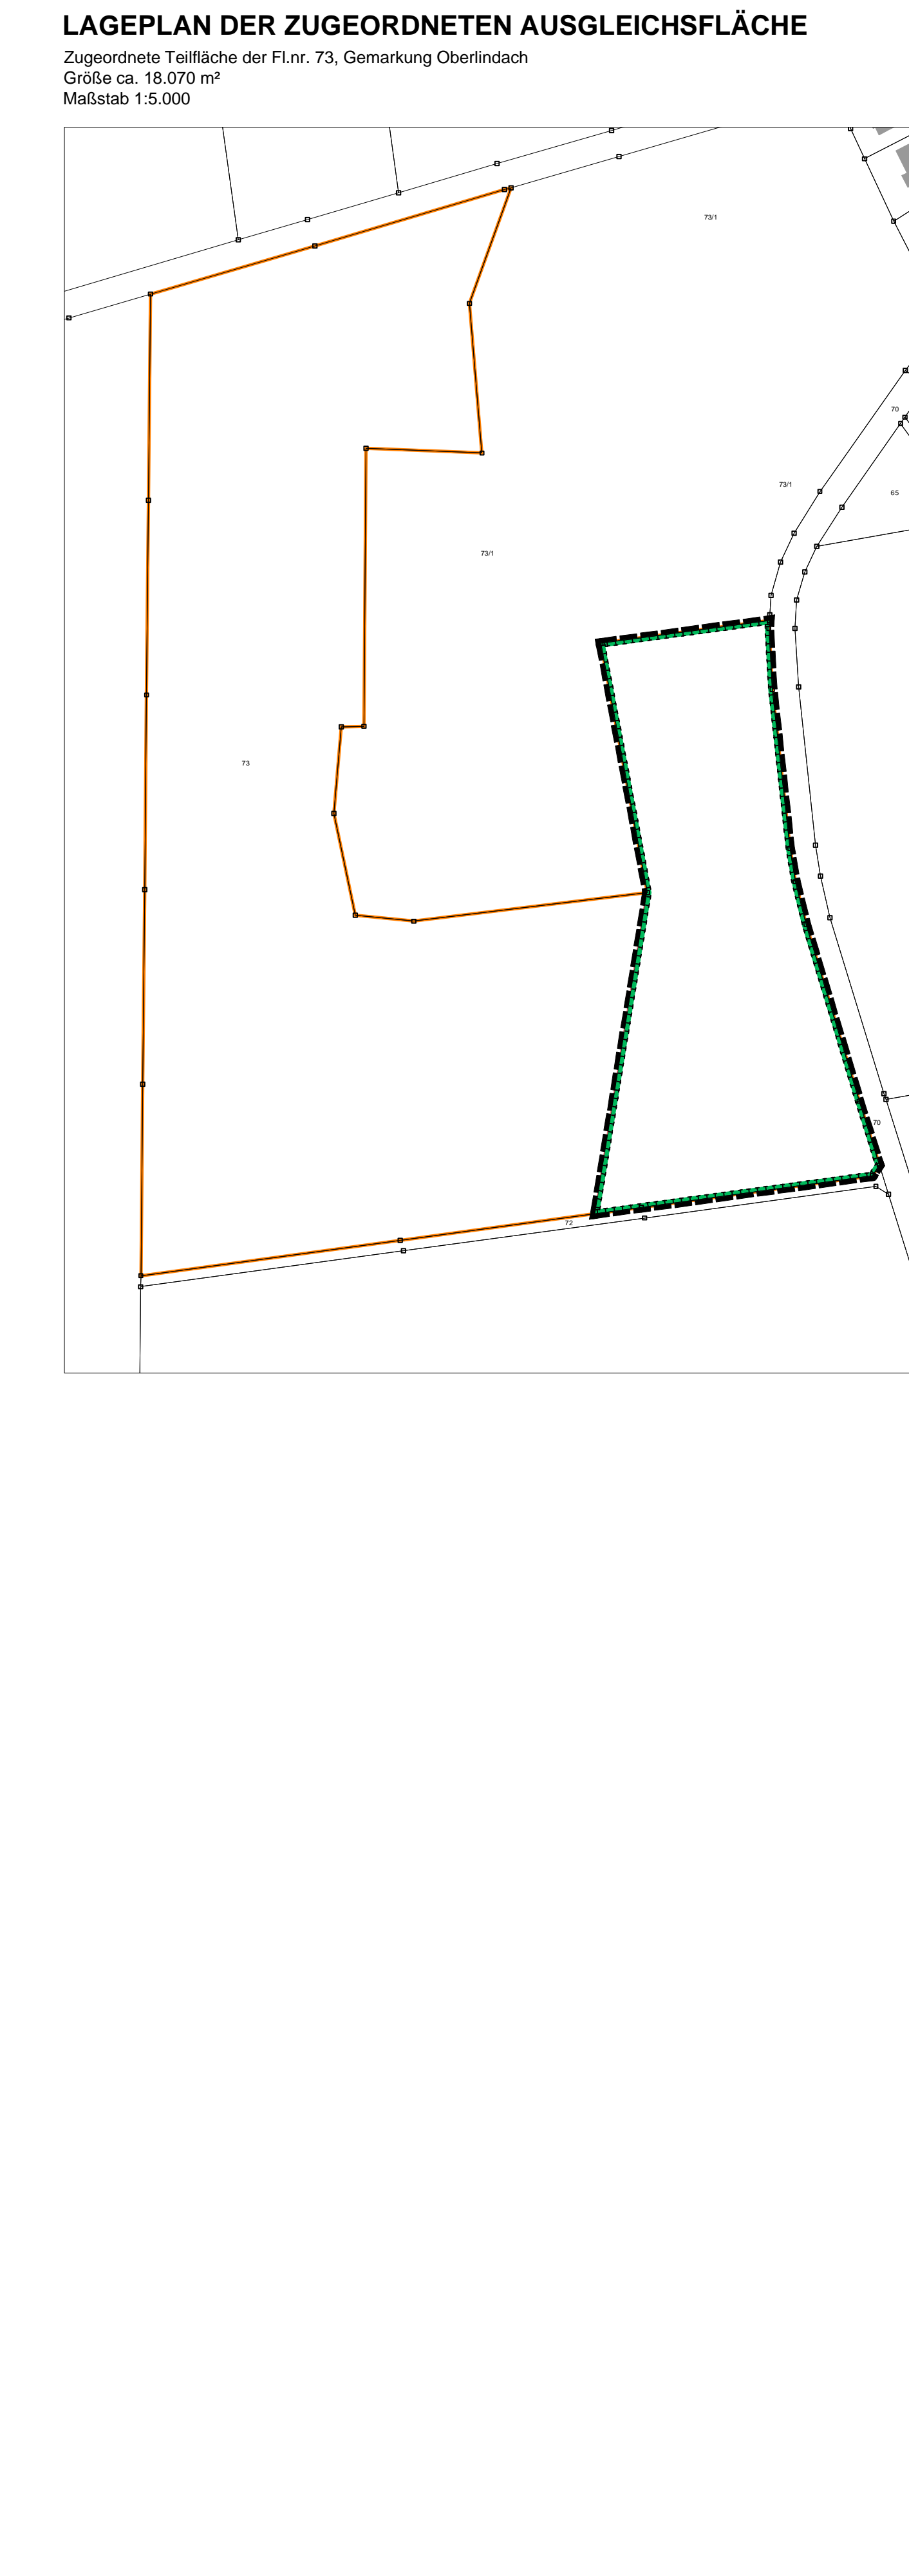 LAGEPLAN DER ZUGEORDNETEN AUSGLEICHSFLÄCHE
Zugeordnete Teilfläche der Fl.nr. 73, Gemarkung Oberlindach
Größe ca. 18.070 m²
Maßstab 1:5.000
73/1
70
73/1
65
73/1
73
70
72